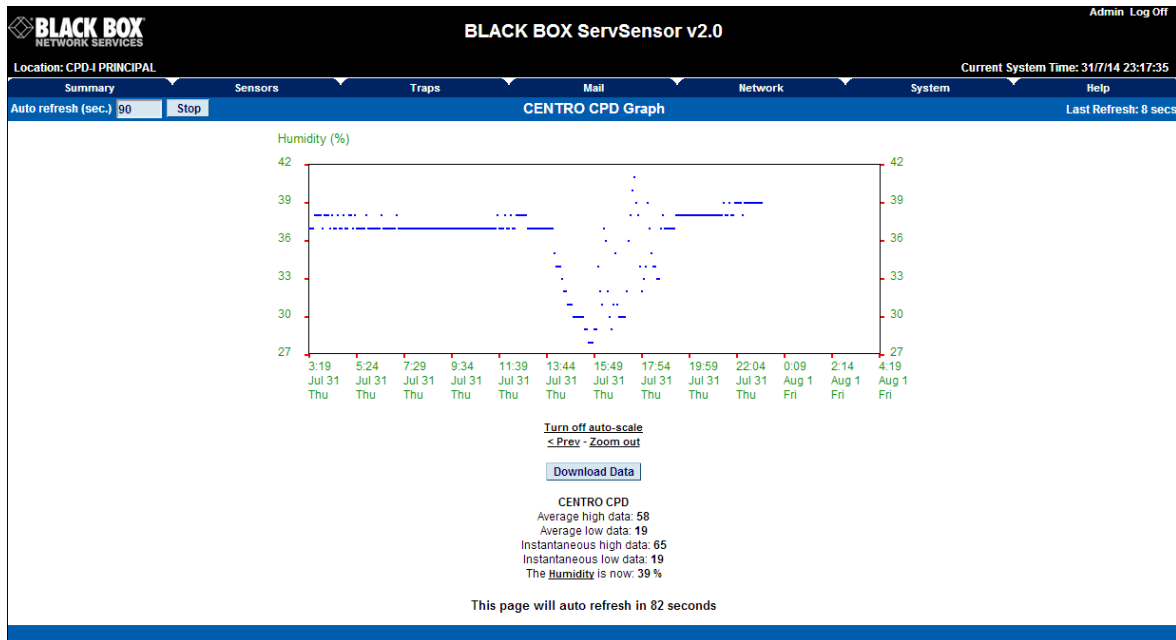 Admin Log Off
BLACK BOX
NETWORK SERVICES
BLACK BOX ServSensor v2.0
Location: CPD-I PRINCIPAL
Current System Time: 31/7/14 23:17:35
Summary Sensors Traps Mail Network System Help
Auto refresh (sec.) 90 Stop CENTRO CPD Graph Last Refresh: 8 secs
Humidity (%)
42 42
39 39
36 36
33 33
30 30
27 27
3:19 5:24 7:29 9:34 11:39 13:44 15:49 17:54 19:59 22:04 0:09 2:14 4:19
Jul 31 Jul 31 Jul 31 Jul 31 Jul 31 Jul 31 Jul 31 Jul 31 Jul 31 Jul 31 Aug 1 Aug 1 Aug 1
Thu Thu Thu Thu Thu Thu Thu Thu Thu Thu Fri Fri Fri
Turn off auto-scale
< Prev - Zoom out
Download Data
CENTRO CPD
Average high data: 58
Average low data: 19
Instantaneous high data: 65
Instantaneous low data: 19
The Humidity is now: 39 %
This page will auto refresh in 82 seconds